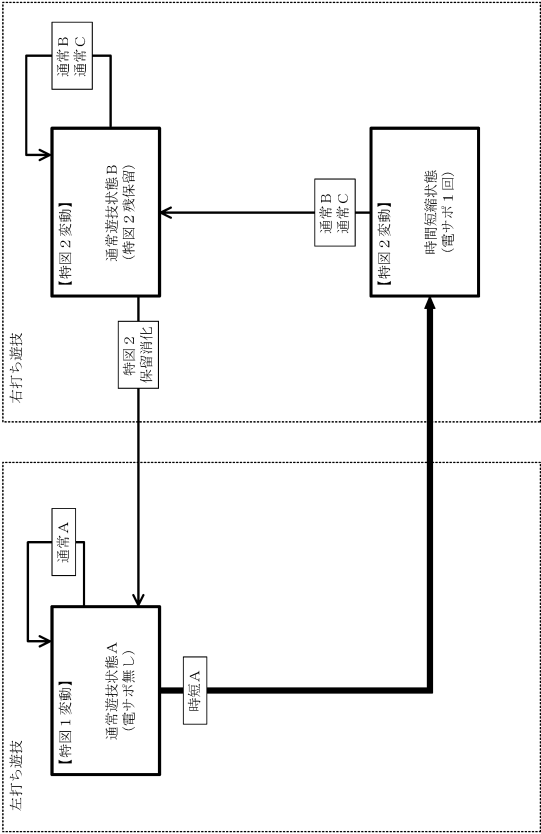 左打ち遊技
【特図１変動】
通常遊技状態Ａ
（電サポ無し）
通常Ａ
時短Ａ
右打ち遊技
【特図２変動】
通常遊技状態Ｂ
（特図２残保留）
通常Ｂ
通常Ｃ
特図２
保留消化
通常Ｂ
通常Ｃ
【特図２変動】
時間短縮状態
（電サポ１回）